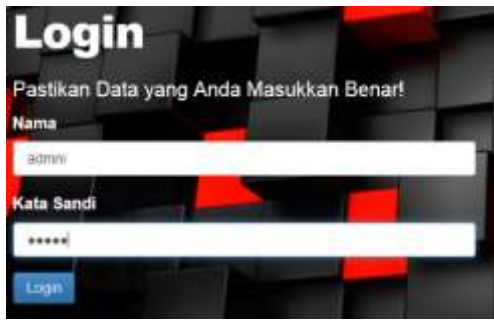 Login
Pastikan Data yang Anda Masukkan Benar!
Nama
admni
Kata Sandi
•••••
Login